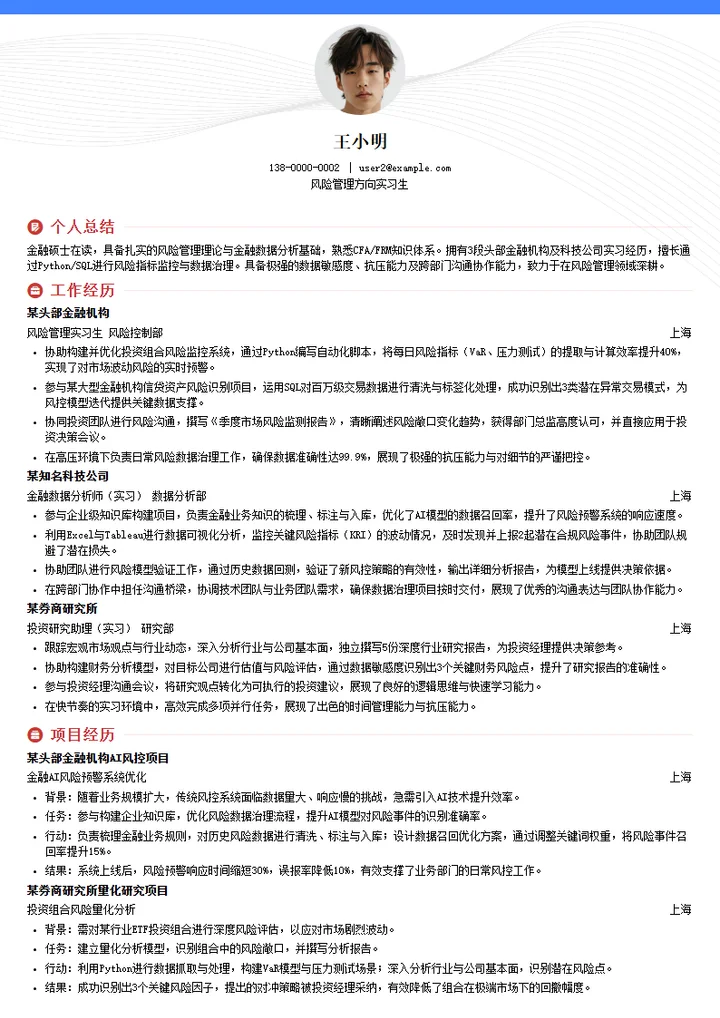 王小明
138-0000-0002 | user2@example.com
风险管理方向实习生
个人总结
金融硕士在读，具备扎实的风险管理理论与金融数据分析基础，熟悉CFA/FRM知识体系。拥有3段头部金融机构及科技公司实习经历，擅长通
过Python/SQL进行风险指标监控与数据治理。具备极强的数据敏感度、抗压能力及跨部门沟通协作能力，致力于在风险管理领域深耕。
工作经历
某头部金融机构
风险管理实习生 风险控制部 上海
• 协助构建并优化投资组合风险监控系统，通过Python编写自动化脚本，将每日风险指标（VaR、压力测试）的提取与计算效率提升40%，
实现了对市场波动风险的实时预警。
• 参与某大型金融机构信贷资产风险识别项目，运用SQL对百万级交易数据进行清洗与标签化处理，成功识别出3类潜在异常交易模式，为
风控模型迭代提供关键数据支撑。
• 协同投资团队进行风险沟通，撰写《季度市场风险监测报告》，清晰阐述风险敞口变化趋势，获得部门总监高度认可，并直接应用于投
资决策会议。
• 在高压环境下负责日常风险数据治理工作，确保数据准确性达99.9%，展现了极强的抗压能力与对细节的严谨把控。
某知名科技公司
金融数据分析师（实习） 数据分析部 上海
• 参与企业级知识库构建项目，负责金融业务知识的梳理、标注与入库，优化了AI模型的数据召回率，提升了风险预警系统的响应速度。
• 利用Excel与Tableau进行数据可视化分析，监控关键风险指标（KRI）的波动情况，及时发现并上报2起潜在合规风险事件，协助团队规
避了潜在损失。
• 协助团队进行风险模型验证工作，通过历史数据回测，验证了新风控策略的有效性，输出详细分析报告，为模型上线提供决策依据。
• 在跨部门协作中担任沟通桥梁，协调技术团队与业务团队需求，确保数据治理项目按时交付，展现了优秀的沟通表达与团队协作能力。
某券商研究所
投资研究助理（实习） 研究部 上海
• 跟踪宏观市场观点与行业动态，深入分析行业与公司基本面，独立撰写5份深度行业研究报告，为投资经理提供决策参考。
• 协助构建财务分析模型，对目标公司进行估值与风险评估，通过数据敏感度识别出3个关键财务风险点，提升了研究报告的准确性。
• 参与投资经理沟通会议，将研究观点转化为可执行的投资建议，展现了良好的逻辑思维与快速学习能力。
• 在快节奏的实习环境中，高效完成多项并行任务，展现了出色的时间管理能力与抗压能力。
项目经历
某头部金融机构AI风控项目
金融AI风险预警系统优化 上海
• 背景：随着业务规模扩大，传统风控系统面临数据量大、响应慢的挑战，急需引入AI技术提升效率。
• 任务：参与构建企业知识库，优化风险数据治理流程，提升AI模型对风险事件的识别准确率。
• 行动：负责梳理金融业务规则，对历史风险数据进行清洗、标注与入库；设计数据召回优化方案，通过调整关键词权重，将风险事件召
回率提升15%。
• 结果：系统上线后，风险预警响应时间缩短30%，误报率降低10%，有效支撑了业务部门的日常风控工作。
某券商研究所量化研究项目
投资组合风险量化分析 上海
• 背景：需对某行业ETF投资组合进行深度风险评估，以应对市场剧烈波动。
• 任务：建立量化分析模型，识别组合中的风险敞口，并撰写分析报告。
• 行动：利用Python进行数据抓取与处理，构建VaR模型与压力测试场景；深入分析行业与公司基本面，识别潜在风险点。
• 结果：成功识别出3个关键风险因子，提出的对冲策略被投资经理采纳，有效降低了组合在极端市场下的回撤幅度。